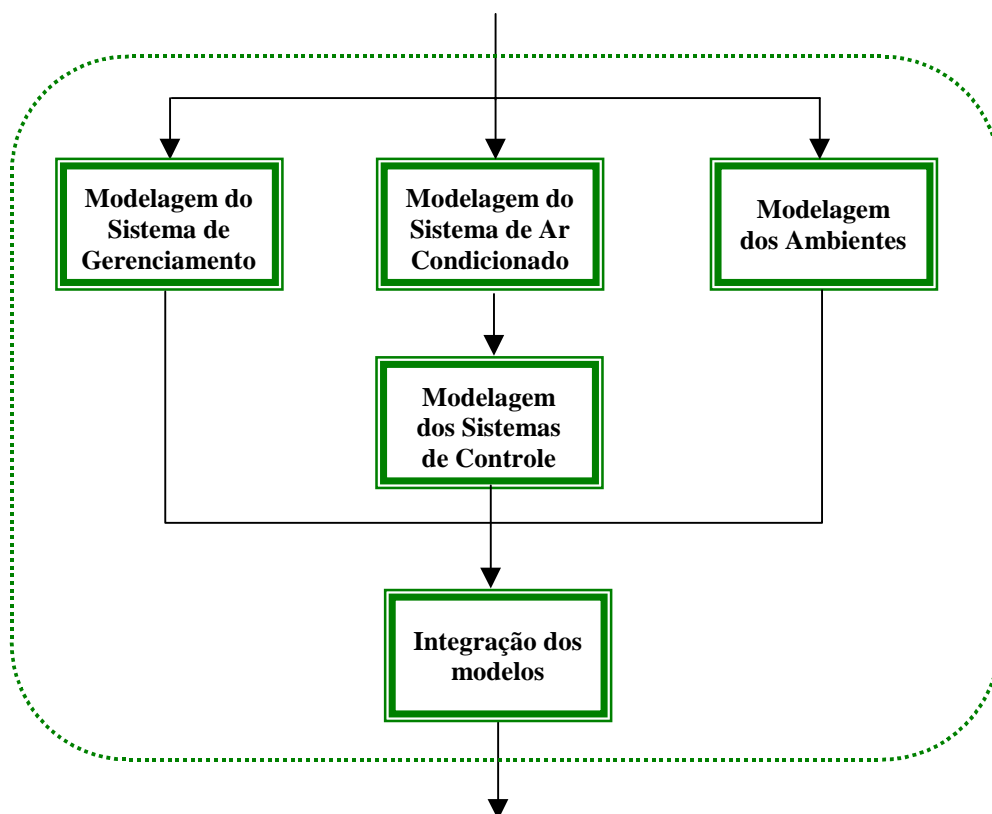 Modelagem do
Sistema de
Gerenciamento
Modelagem do
Sistema de Ar
Condicionado
Modelagem
dos Ambientes
Modelagem
dos Sistemas
de Controle
Integração dos
modelos